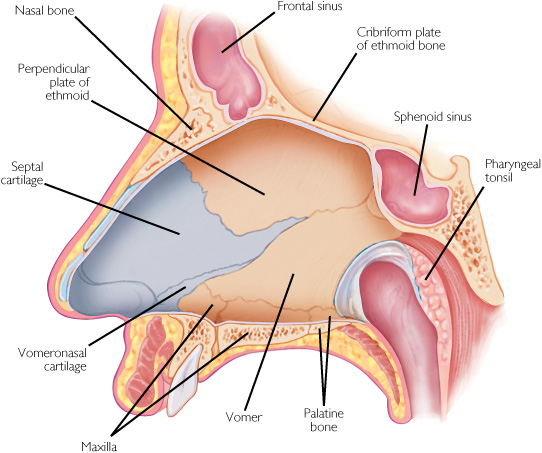 Nasal bone
Frontal sinus
Cribriform plate
of ethmoid bone
Perpendicular
plate of
ethmoid
Sphenoid sinus
Septal
cartilage
Pharyngeal
tonsil
Vomeronasal
cartilage
Maxilla
Vomer
Palatine
bone